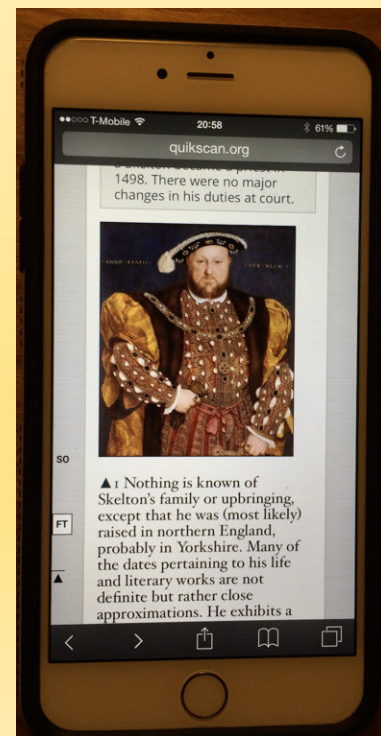 T-Mobile 20:58 61%
quikscan.org
1498. There were no major
changes in his duties at court.
SO
▲1 Nothing is known of
Skelton’s family or upbringing,
except that he was (most likely)
raised in northern England,
FT
probably in Yorkshire. Many of
the dates pertaining to his life
and literary works are not
definite but rather close
approximations. He exhibits a